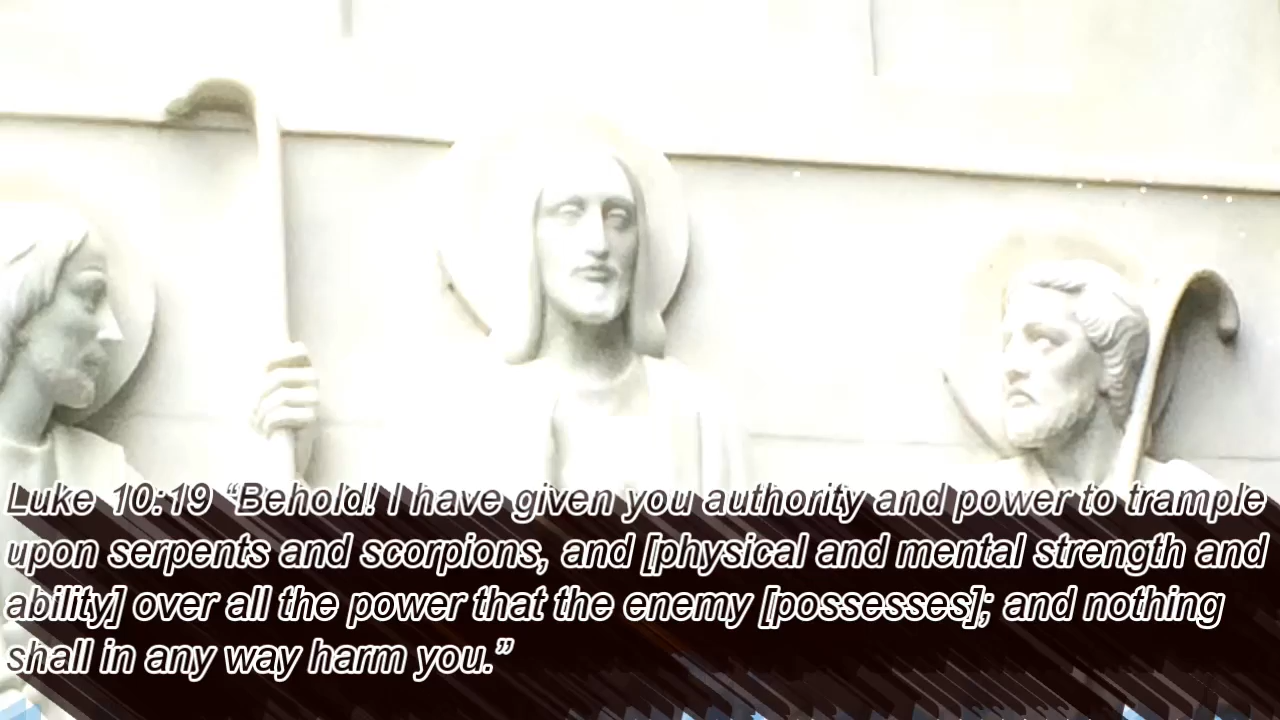 Luke 10:19 “Behold! I have given you authority and power to trample
upon serpents and scorpions, and [physical and mental strength and
ability] over all the power that the enemy [possesses]; and nothing
shall in any way harm you.”